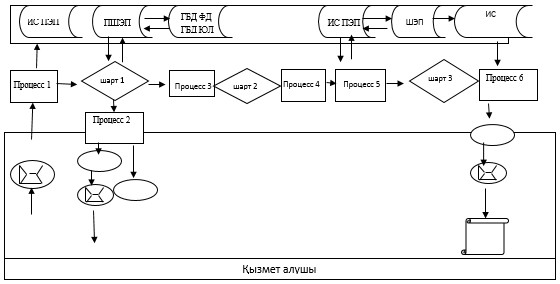 ИС ПЭП
ПШЭП
ГБД ФД
ГБД ЮЛ
ИС ПЭП
ШЭП
ИС
Процесс 1
шарт 1
Процесс 3
шарт 2
Процесс 4
Процесс 5
шарт 3
Процесс 6
Процесс 2
Қызмет алушы